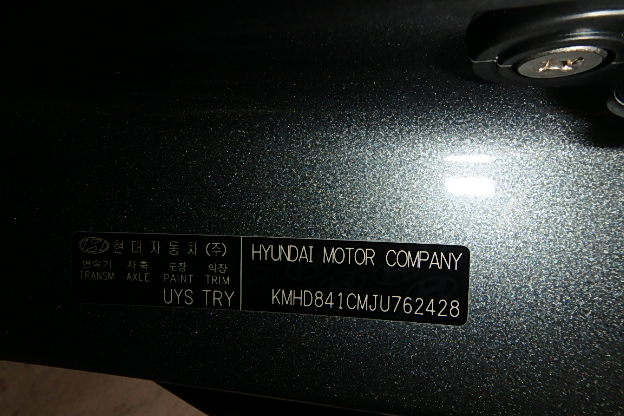 현대자동차(주)
변속기 차축 도장 의장
TRANSM AXLE PAINT TRIM
UYS TRY
HYUNDAI MOTOR COMPANY
KMHD841CMJU762428